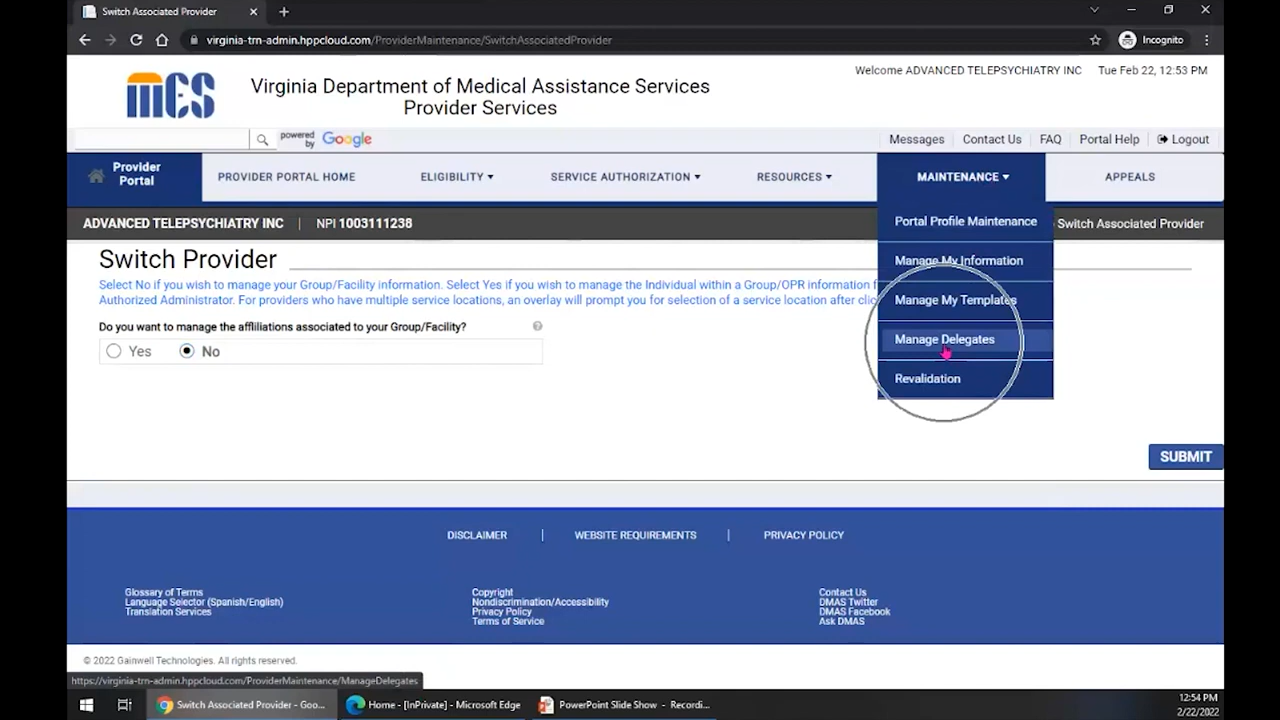 Switch Associated Provider
virginia-trn-admin.hppcloud.com/ProviderMaintenance/SwitchAssociatedProvider
Incognito
mes
Virginia Department of Medical Assistance Services
Provider Services
Welcome ADVANCED TELEPSYCHIATRY INC Tue Feb 22, 12:53 PM
powered by Google
Messages Contact Us FAQ Portal Help Logout
Provider Portal
PROVIDER PORTAL HOME ELIGIBILITY SERVICE AUTHORIZATION RESOURCES MAINTENANCE APPEALS
ADVANCED TELEPSYCHIATRY INC | NPI 1003111238
Switch Associated Provider
Portal Profile Maintenance
Manage My Information
Manage My Templates
Manage Delegates
Revalidation
Switch Provider
Select No if you wish to manage your Group/Facility information. Select Yes if you wish to manage the Individual within a Group/OPR information
Authorized Administrator. For providers who have multiple service locations, an overlay will prompt you for selection of a service location after
Do you want to manage the affliliations associated to your Group/Facility?
Yes No
SUBMIT
DISCLAIMER | WEBSITE REQUIREMENTS | PRIVACY POLICY
Glossary of Terms
Language Selector (Spanish/English)
Translation Services
Copyright
Nondiscrimination/Accessibility
Privacy Policy
Terms of Service
Contact Us
DMAS Twitter
DMAS Facebook
Ask DMAS
© 2022 Gainwell Technologies. All rights reserved.
https://virginia-trn-admin.hppcloud.com/ProviderMaintenance/ManageDelegates
Switch Associated Provider - Goo... Home - [InPrivate] - Microsoft Edge PowerPoint Slide Show - Recordi...
12:54 PM
2/22/2022